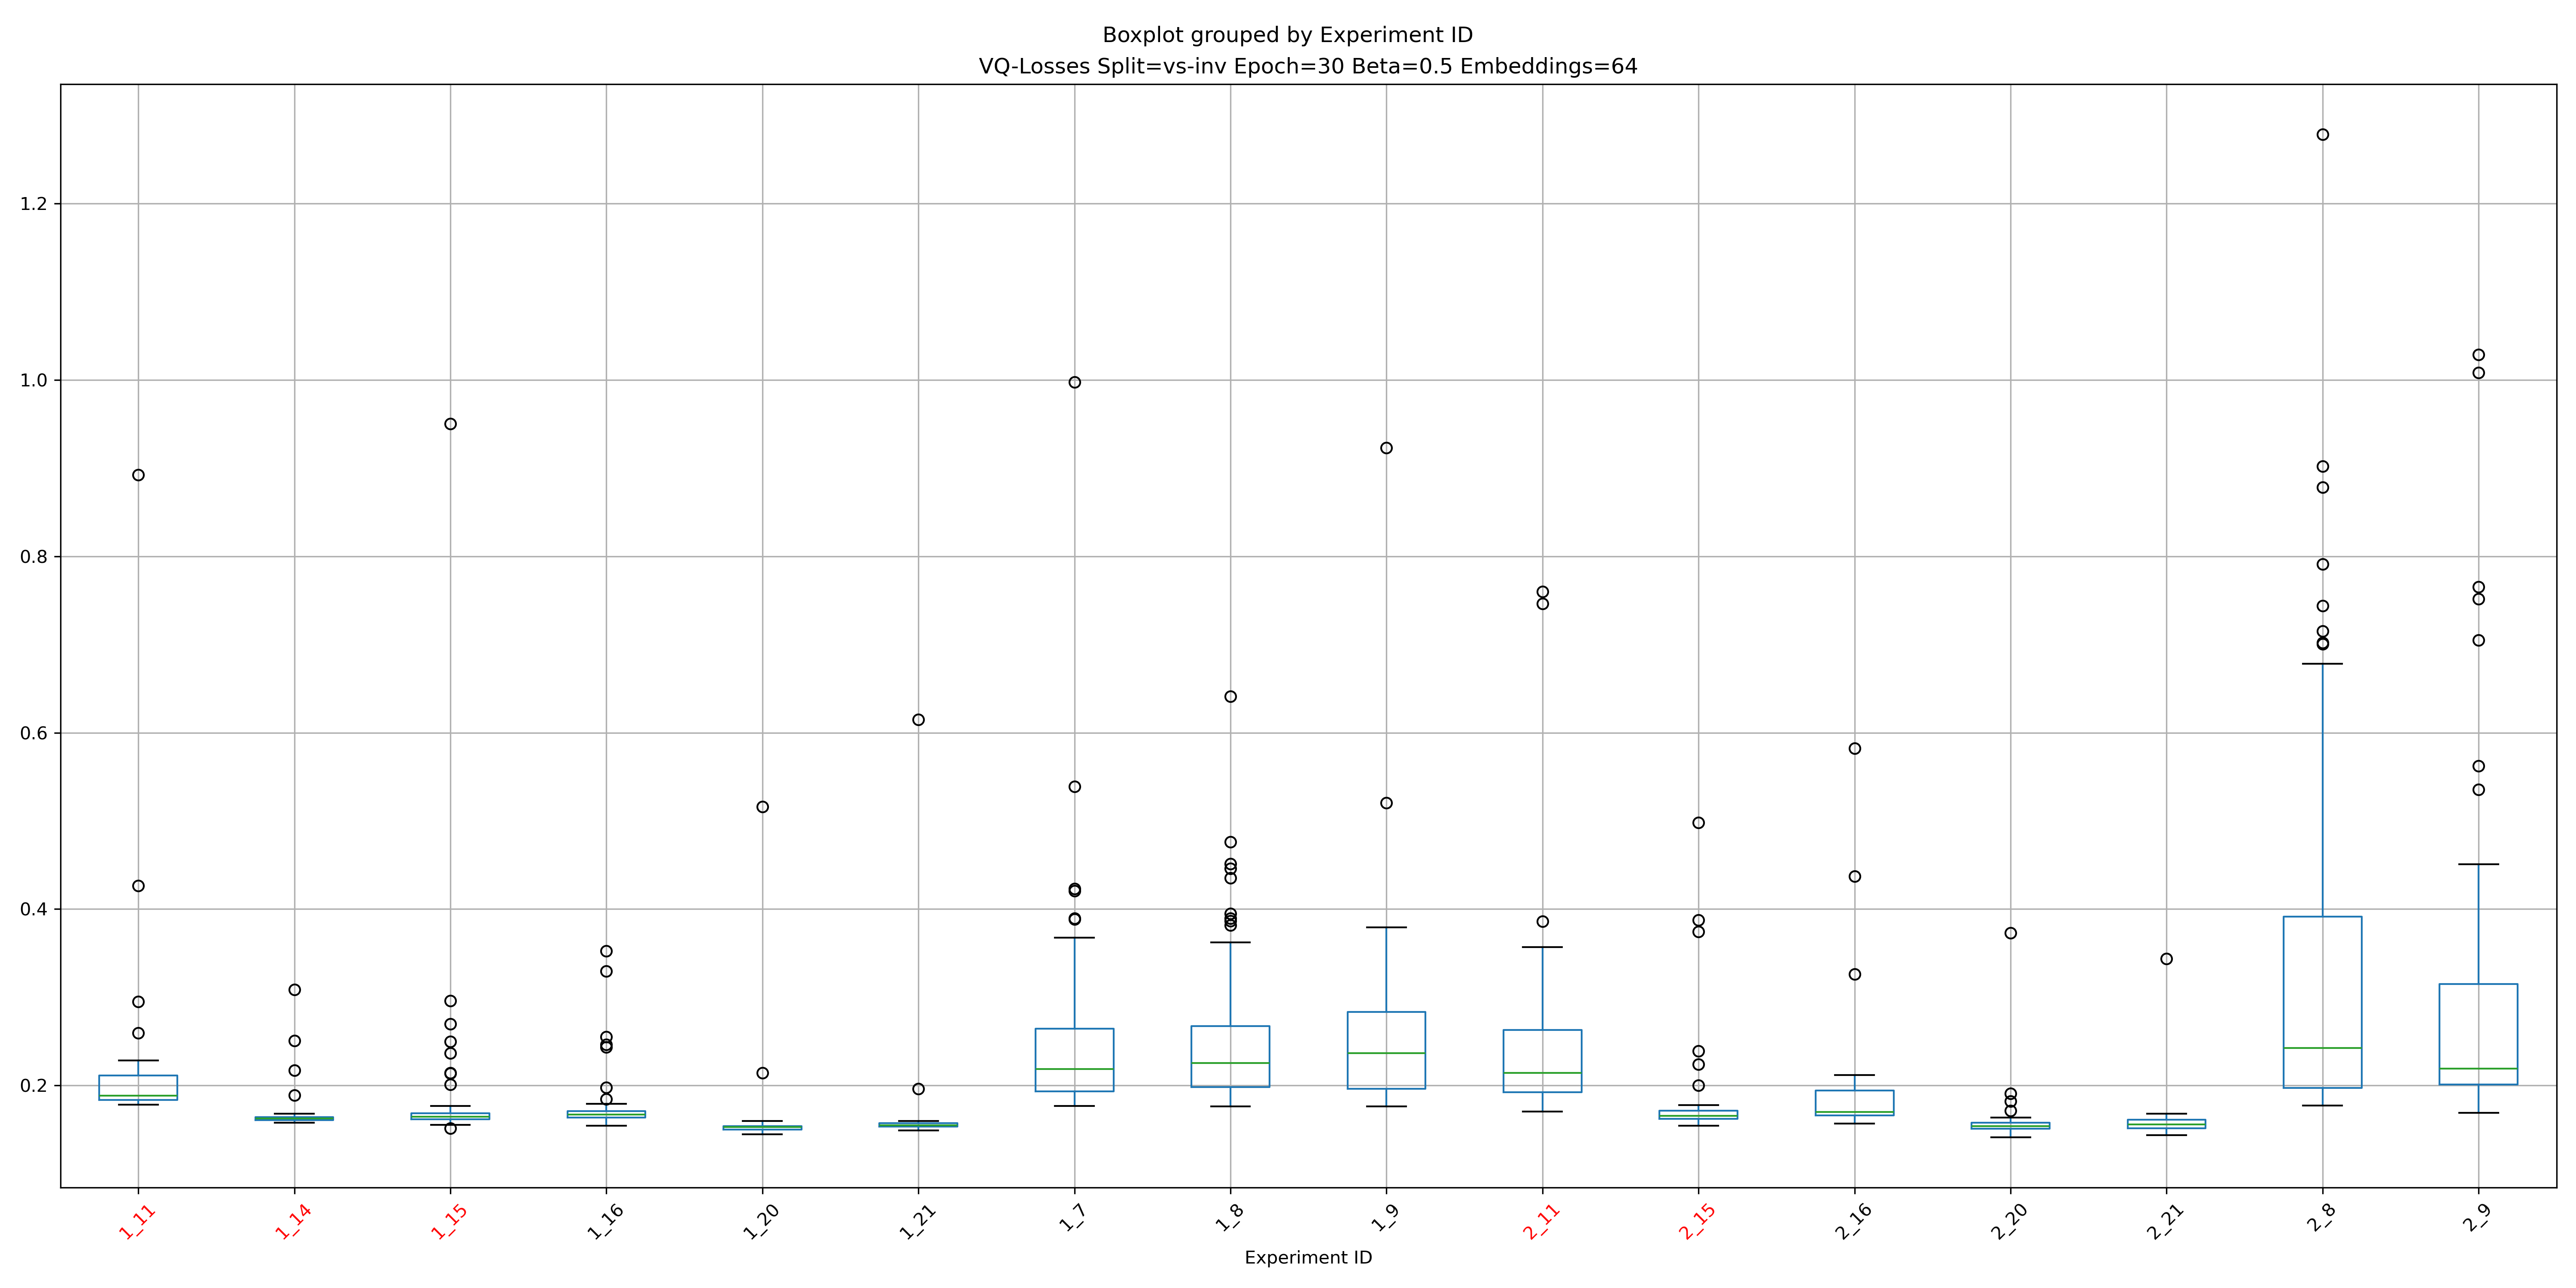 Boxplot grouped by Experiment ID
VQ-Losses Split=vs-inv Epoch=30 Beta=0.5 Embeddings=64
1.2
1.0
0.8
0.6
0.4
0.2
1_11 1_14 1_15 1_16 1_20 1_21 1_7 1_8 1_9 2_11 2_15 2_16 2_20 2_21 2_8 2_9
Experiment ID